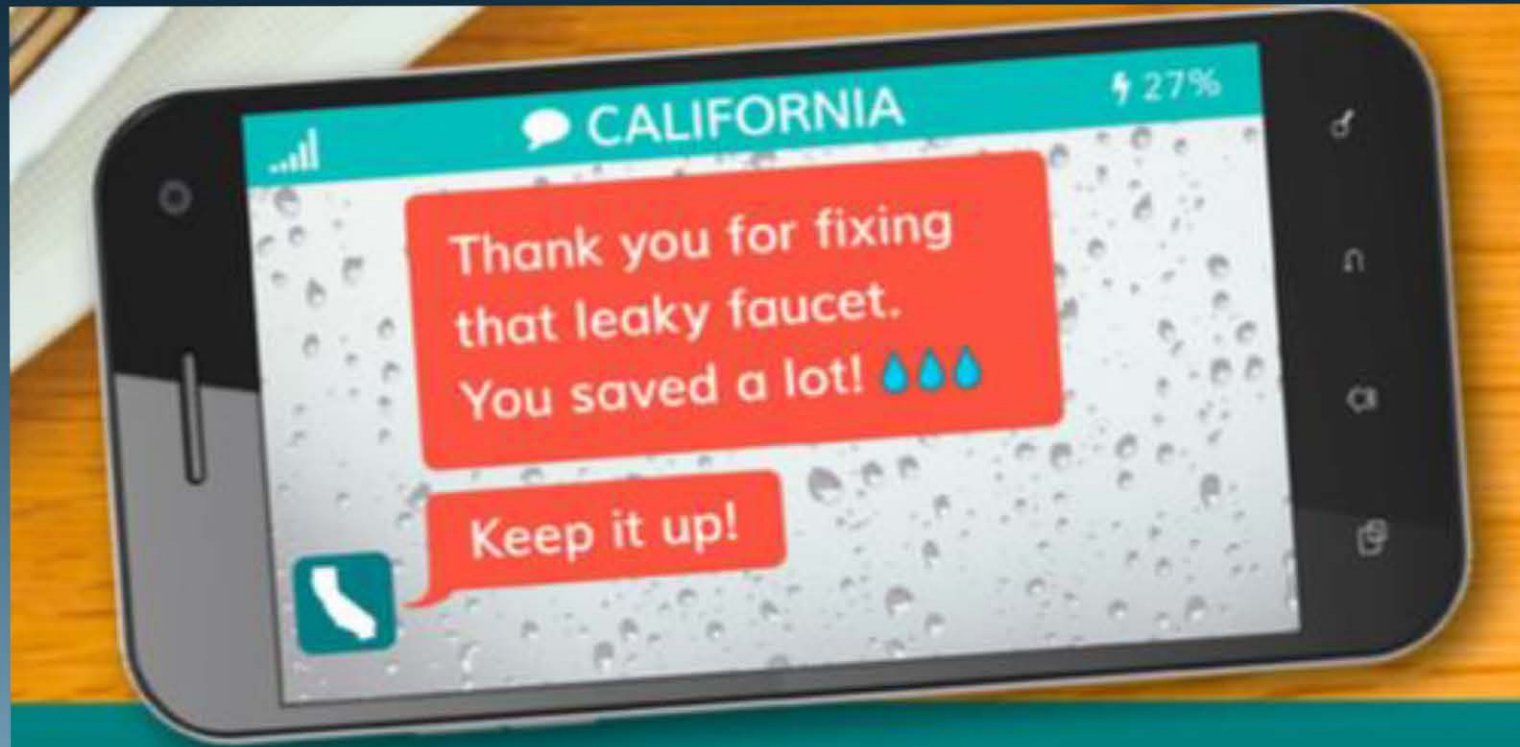 CALIFORNIA
27%
Thank you for fixing
that leaky faucet.
You saved a lot! 💧💧💧
Keep it up!